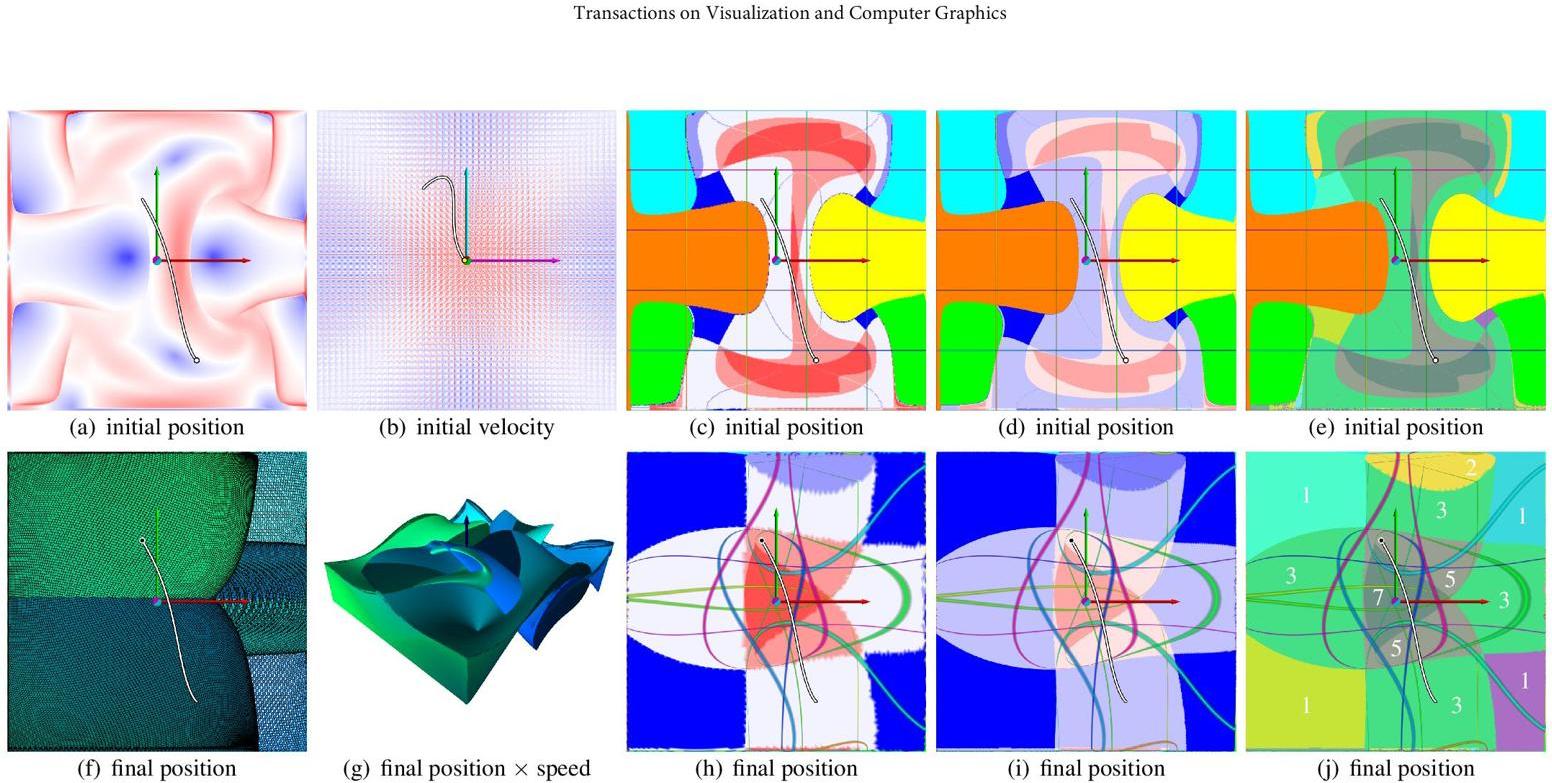 Transactions on Visualization and Computer Graphics
(a) initial position
(b) initial velocity
(c) initial position
(d) initial position
(e) initial position
2
1
3
1
3
5
7
3
5
1
1
3
(f) final position
(g) final position × speed
(h) final position
(i) final position
(j) final position